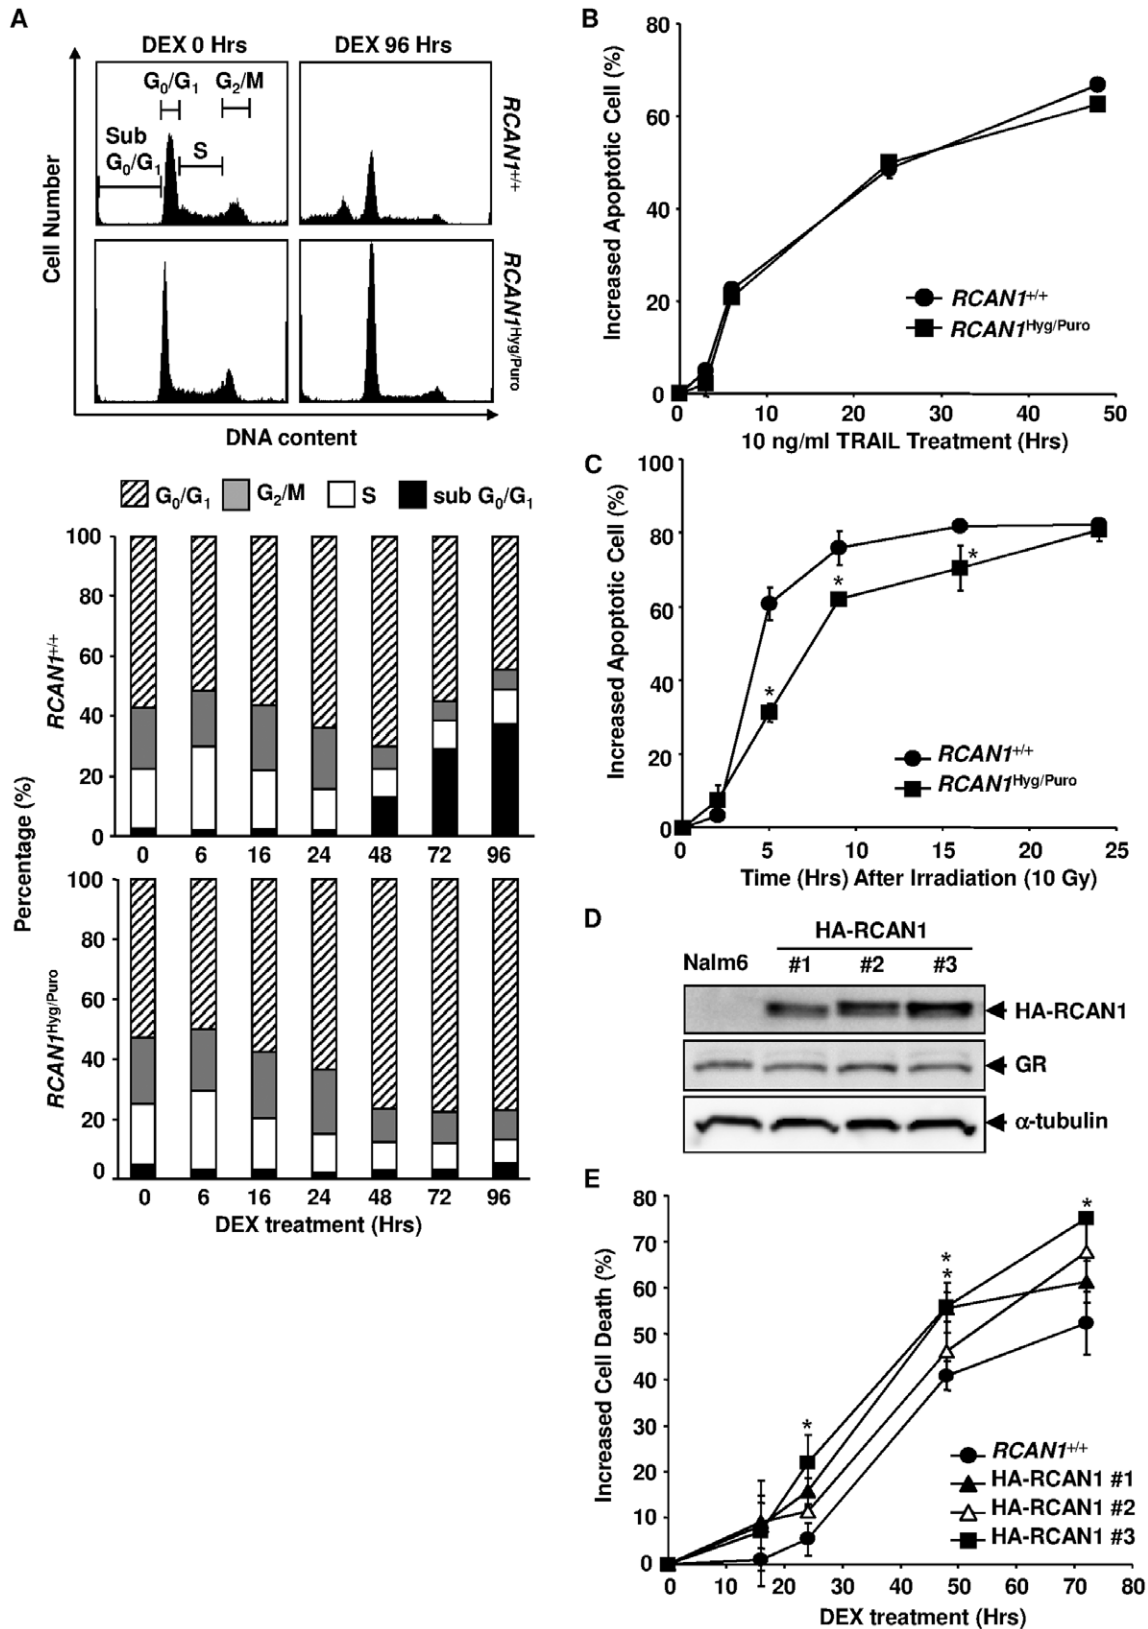 A
DEX 0 Hrs
DEX 96 Hrs
G0/G1
G2/M
Sub
G0/G1
S
RCAN1+/+
RCAN1Hyg/Puro
Cell Number
DNA content
G0/G1
G2/M
S
sub G0/G1
100
80
60
40
20
0
RCAN1+/+
0 6 16 24 48 72 96
Percentage (%)
100
80
60
40
20
0
RCAN1Hyg/Puro
0 6 16 24 48 72 96
DEX treatment (Hrs)
B
Increased Apoptotic Cell (%)
80
60
40
20
0
RCAN1+/+
RCAN1Hyg/Puro
0 10 20 30 40 50
10 ng/ml TRAIL Treatment (Hrs)
C
Increased Apoptotic Cell (%)
100
80
60
40
20
0
*
*
*
RCAN1+/+
RCAN1Hyg/Puro
0 5 10 15 20 25
Time (Hrs) After Irradiation (10 Gy)
D
HA-RCAN1
Nalm6 #1 #2 #3
HA-RCAN1
GR
α-tubulin
E
Increased Cell Death (%)
80
70
60
50
40
30
20
10
0
*
*
*
*
RCAN1+/+
HA-RCAN1 #1
HA-RCAN1 #2
HA-RCAN1 #3
0 10 20 30 40 50 60 70 80
DEX treatment (Hrs)